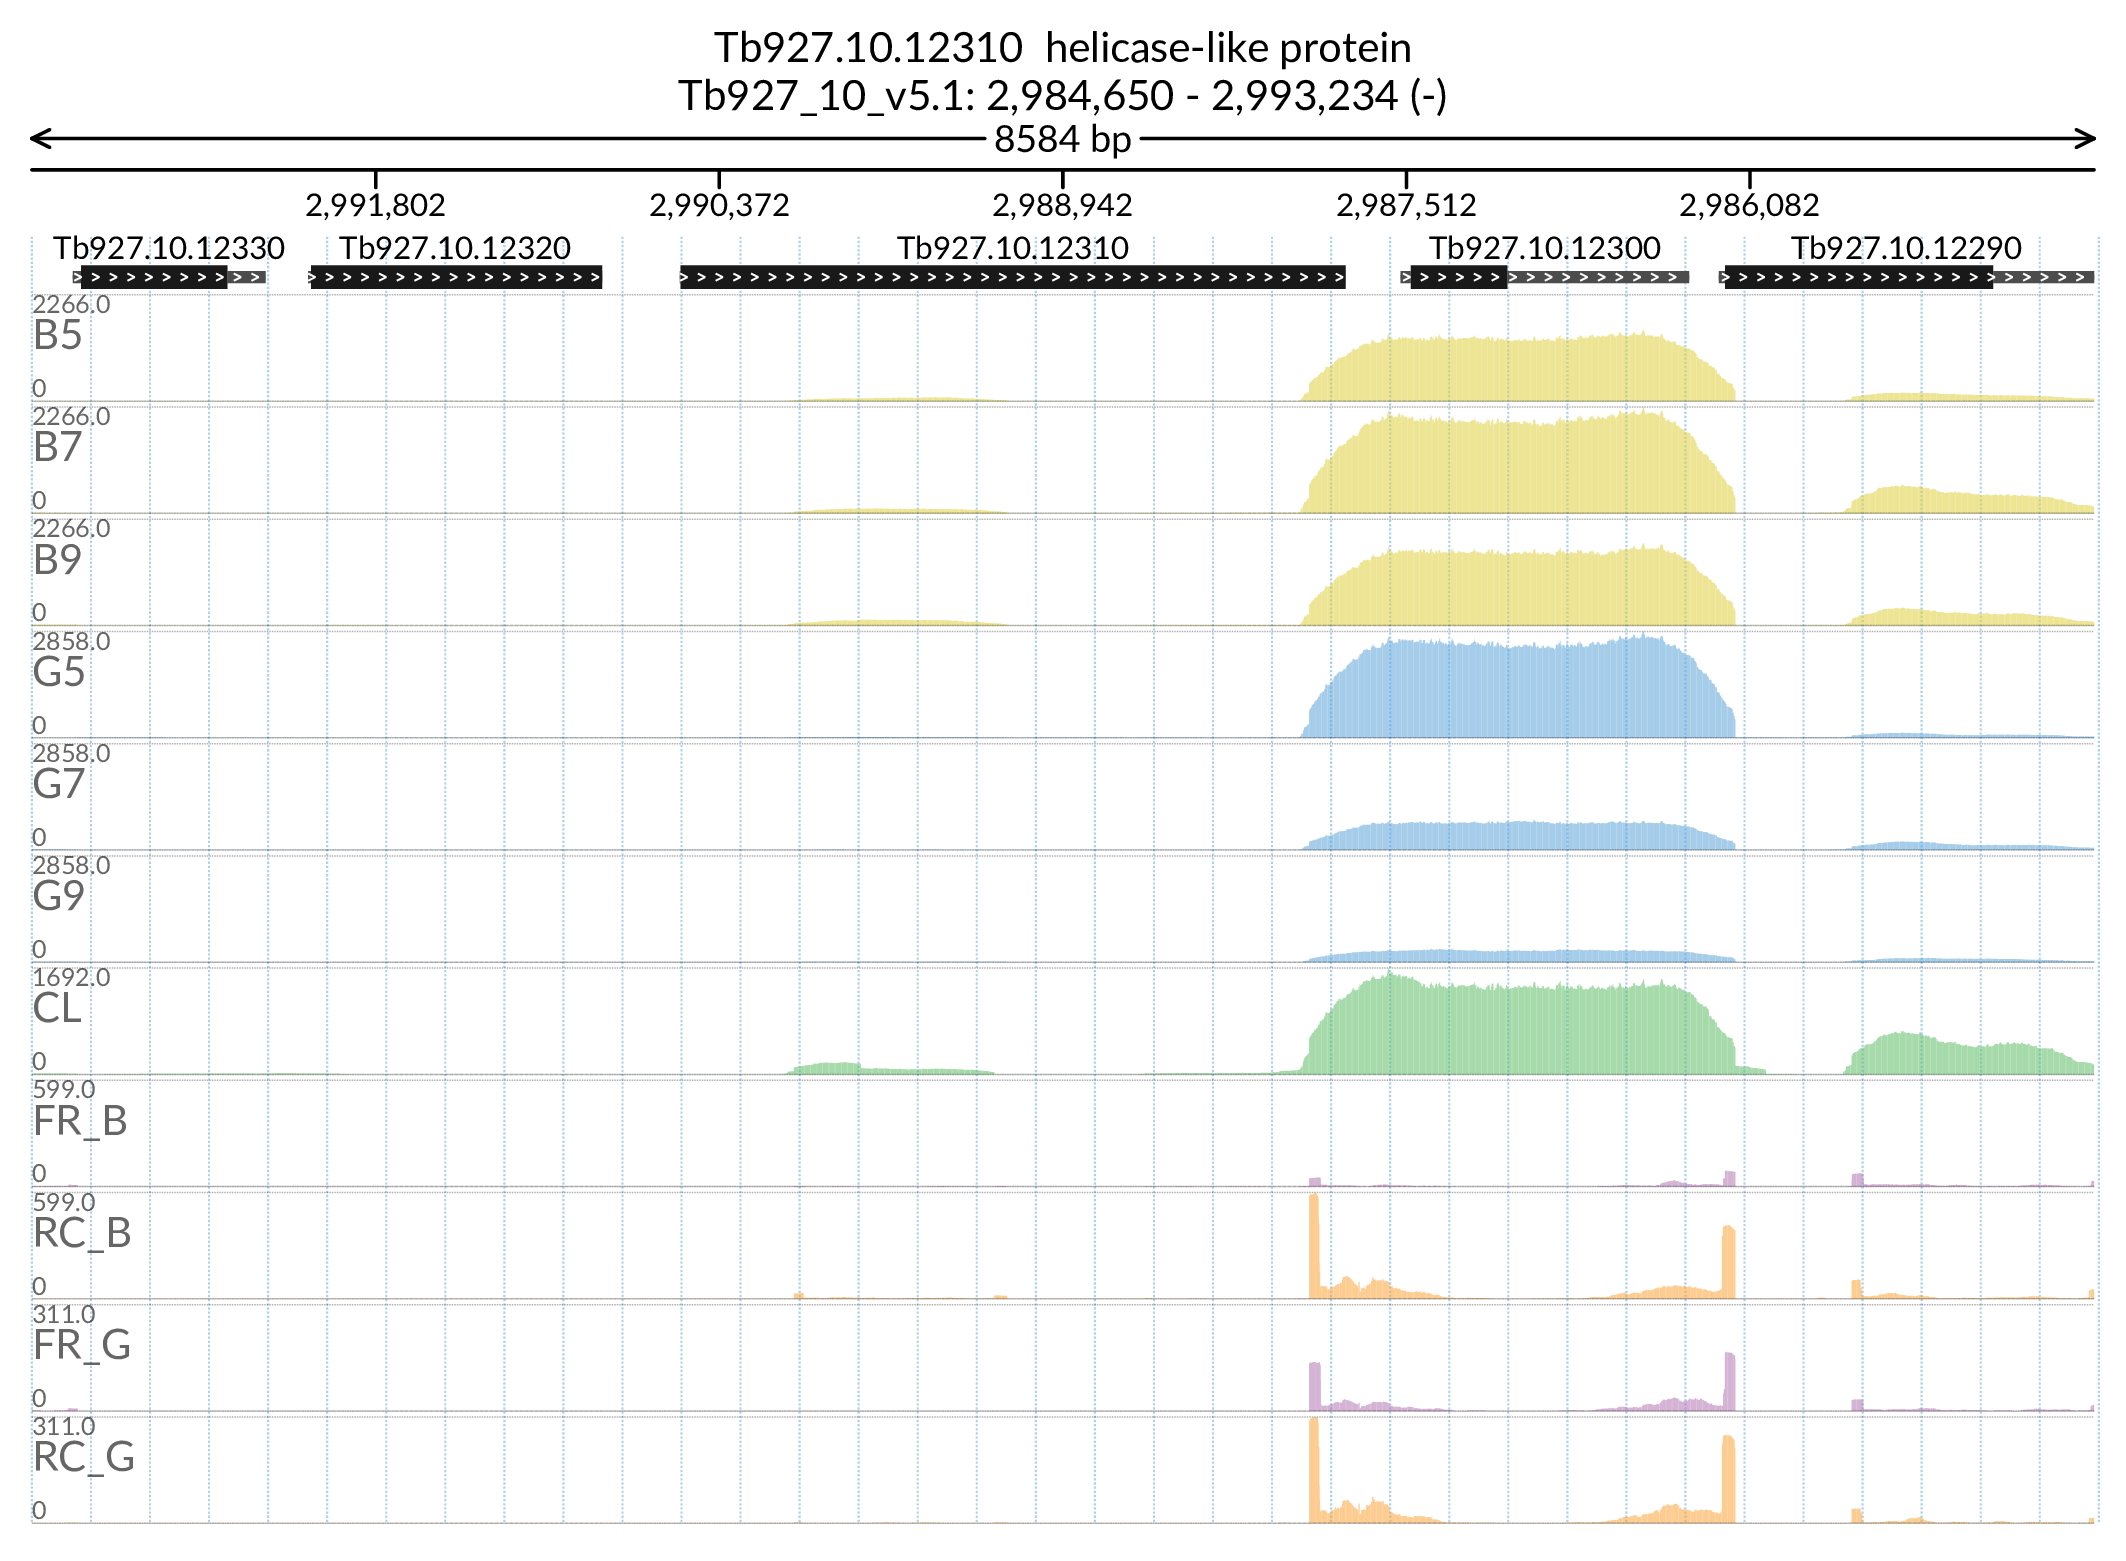 Tb927.10.12310 helicase-like protein
Tb927_10_v5.1: 2,984,650 - 2,993,234 (-)
8584 bp
2,991,802 2,990,372 2,988,942 2,987,512 2,986,082
Tb927.10.12330 Tb927.10.12320 Tb927.10.12310 Tb927.10.12300 Tb927.10.12290
2266.0
B5
0
2266.0
B7
0
2266.0
B9
0
2858.0
G5
0
2858.0
G7
0
2858.0
G9
0
1692.0
CL
0
599.0
FR_B
0
599.0
RC_B
0
311.0
FR_G
0
311.0
RC_G
0